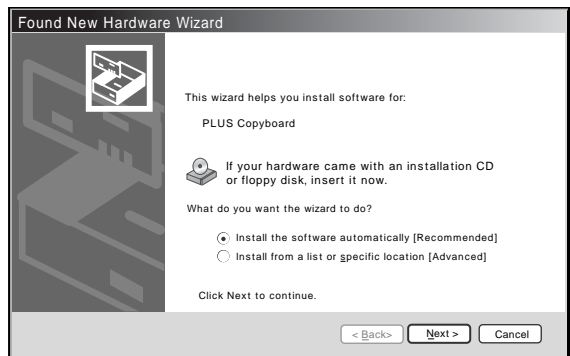 Found New Hardware Wizard
This wizard helps you install software for:
PLUS Copyboard
If your hardware came with an installation CD
or floppy disk, insert it now.
What do you want the wizard to do?
Install the software automatically [Recommended]
Install from a list or specific location [Advanced]
Click Next to continue.
< Back> Next > Cancel